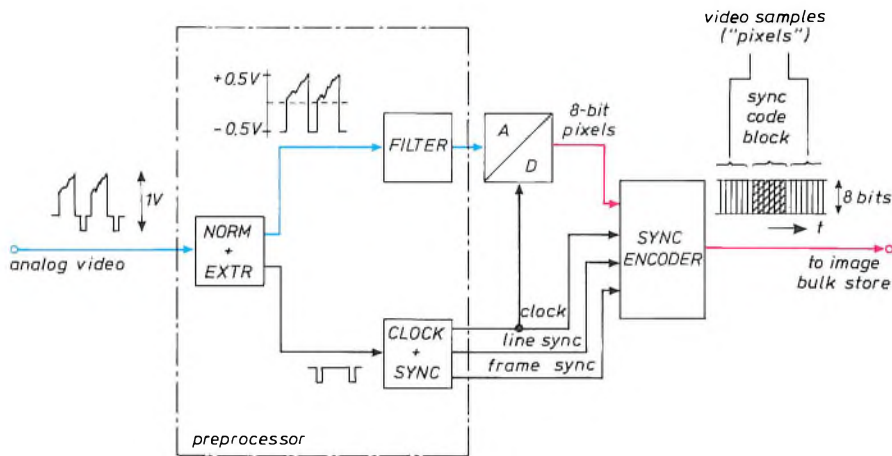 video samples
("pixels")
sync
code
block
8 bits
t
+0.5V
-0.5V
8-bit
pixels
FILTER
A
D
1V
analog video
NORM
+
EXTR
SYNC
ENCODER
to image
bulk store
clock
line sync
frame sync
CLOCK
+
SYNC
preprocessor